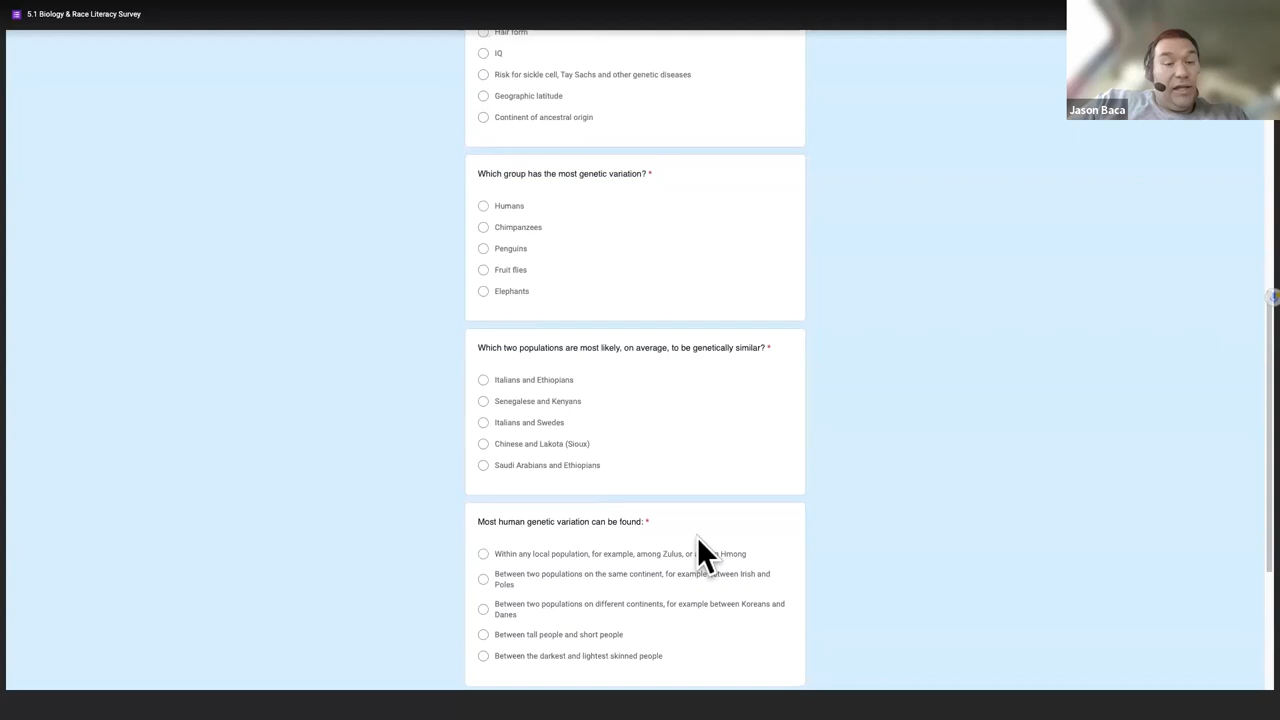 5.1 Biology & Race Literacy Survey
Jason Baca
Hair form
IQ
Risk for sickle cell, Tay Sachs and other genetic diseases
Geographic latitude
Continent of ancestral origin
Which group has the most genetic variation? *
Humans
Chimpanzees
Penguins
Fruit flies
Elephants
Which two populations are most likely, on average, to be genetically similar? *
Italians and Ethiopians
Senegalese and Kenyans
Italians and Swedes
Chinese and Lakota (Sioux)
Saudi Arabians and Ethiopians
Most human genetic variation can be found: *
Within any local population, for example, among Zulus, or Hmong
Between two populations on the same continent, for example between Irish and
Poles
Between two populations on different continents, for example between Koreans and
Danes
Between tall people and short people
Between the darkest and lightest skinned people